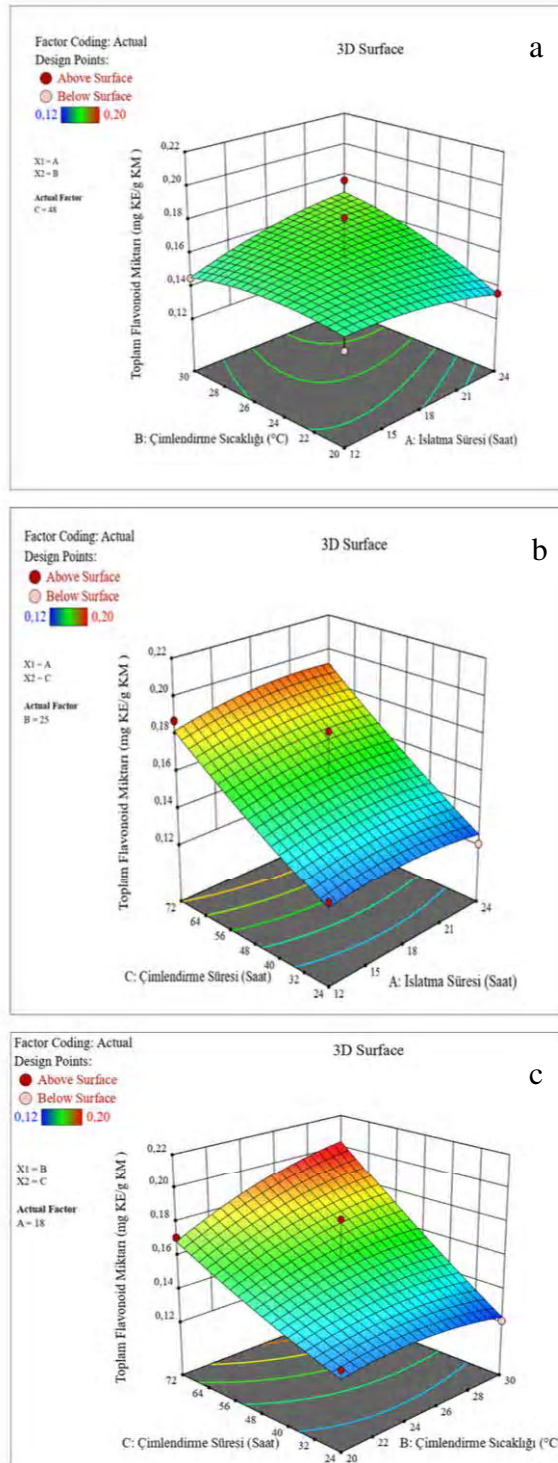 Factor Coding: Actual
3D Surface
a
Design Points:
Above Surface
Below Surface
0,12 0,20
X1 = A
X2 = B
Actual Factor
C = 48
Toplam Flavonoid Miktarı (mg KE/g KM)
0,22
0,20
0,18
0,16
0,14
0,12
30
28
26
24
22
20
12
15
18
21
24
B: Çimlendirme Sıcaklığı (°C)
A: Islatma Süresi (Saat)
Factor Coding: Actual
3D Surface
b
Design Points:
Above Surface
Below Surface
0,12 0,20
X1 = A
X2 = C
Actual Factor
B = 25
Toplam Flavonoid Miktarı (mg KE/g KM )
0,22
0,20
0,18
0,16
0,14
0,12
72
64
56
48
40
32
24
12
15
18
21
24
C: Çimlendirme Süresi (Saat)
A: Islatma Süresi (Saat)
Factor Coding: Actual
3D Surface
c
Design Points:
Above Surface
Below Surface
0,12 0,20
X1 = B
X2 = C
Actual Factor
A = 18
Toplam Flavonoid Miktarı (mg KE/g KM )
0,22
0,20
0,18
0,16
0,14
0,12
72
64
56
48
40
32
24
20
22
24
26
28
30
C: Çimlendirme Süresi (Saat)
B: Çimlendirme Sıcaklığı (°C)